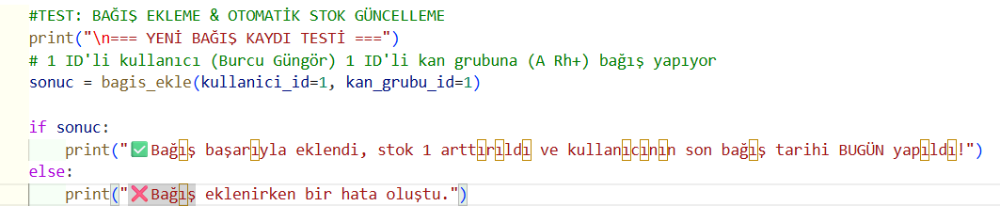 #TEST: BAĞIŞ EKLEME & OTOMATİK STOK GÜNCELLEME
print("\n=== YENİ BAĞIŞ KAYDI TESTİ ===")
# 1 ID'li kullanıcı (Burcu Güngör) 1 ID'li kan grubuna (A Rh+) bağış yapıyor
sonuc = bagis_ekle(kullanici_id=1, kan_grubu_id=1)
if sonuc:
print("✅Bağış başarıyla eklendi, stok 1 arttırıldı ve kullanıcının son bağış tarihi BUGÜN yapıldı!")
else:
print("❌Bağış eklenirken bir hata oluştu.")